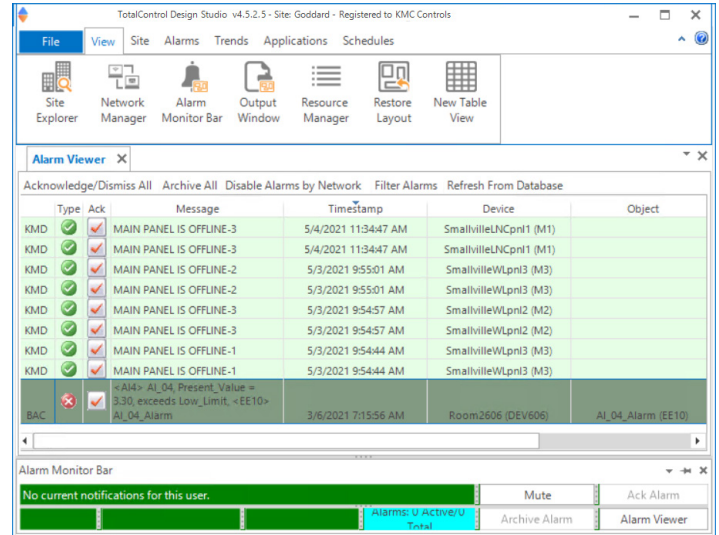 TotalControl Design Studio v4.5.2.5 - Site: Goddard - Registered to KMC Controls
File View Site Alarms Trends Applications Schedules
Site Explorer
Network Manager
Alarm Monitor Bar
Output Window
Resource Manager
Restore Layout
New Table View
Alarm Viewer
Acknowledge/Dismiss All Archive All Disable Alarms by Network Filter Alarms Refresh From Database
Type Ack Message Timestamp Device Object
KMD MAIN PANEL IS OFFLINE-3 5/4/2021 11:34:47 AM SmallvilleLNCpnl1 (M1)
KMD MAIN PANEL IS OFFLINE-3 5/4/2021 11:34:47 AM SmallvilleLNCpnl1 (M1)
KMD MAIN PANEL IS OFFLINE-2 5/3/2021 9:55:01 AM SmallvilleWLpnl3 (M3)
KMD MAIN PANEL IS OFFLINE-2 5/3/2021 9:55:01 AM SmallvilleWLpnl3 (M3)
KMD MAIN PANEL IS OFFLINE-3 5/3/2021 9:54:57 AM SmallvilleWLpnl2 (M2)
KMD MAIN PANEL IS OFFLINE-3 5/3/2021 9:54:57 AM SmallvilleWLpnl2 (M2)
KMD MAIN PANEL IS OFFLINE-1 5/3/2021 9:54:44 AM SmallvilleWLpnl3 (M3)
KMD MAIN PANEL IS OFFLINE-1 5/3/2021 9:54:44 AM SmallvilleWLpnl3 (M3)
<AI4> AI_04, Present_Value =
3.30, exceeds Low_Limit, <EE10>
BAC AI_04_Alarm 3/6/2021 7:15:56 AM Room2606 (DEV606) AI_04_Alarm (EE10)
Alarm Monitor Bar
No current notifications for this user. Mute Ack Alarm
Alarms: 0 Active/0 Total Archive Alarm Alarm Viewer